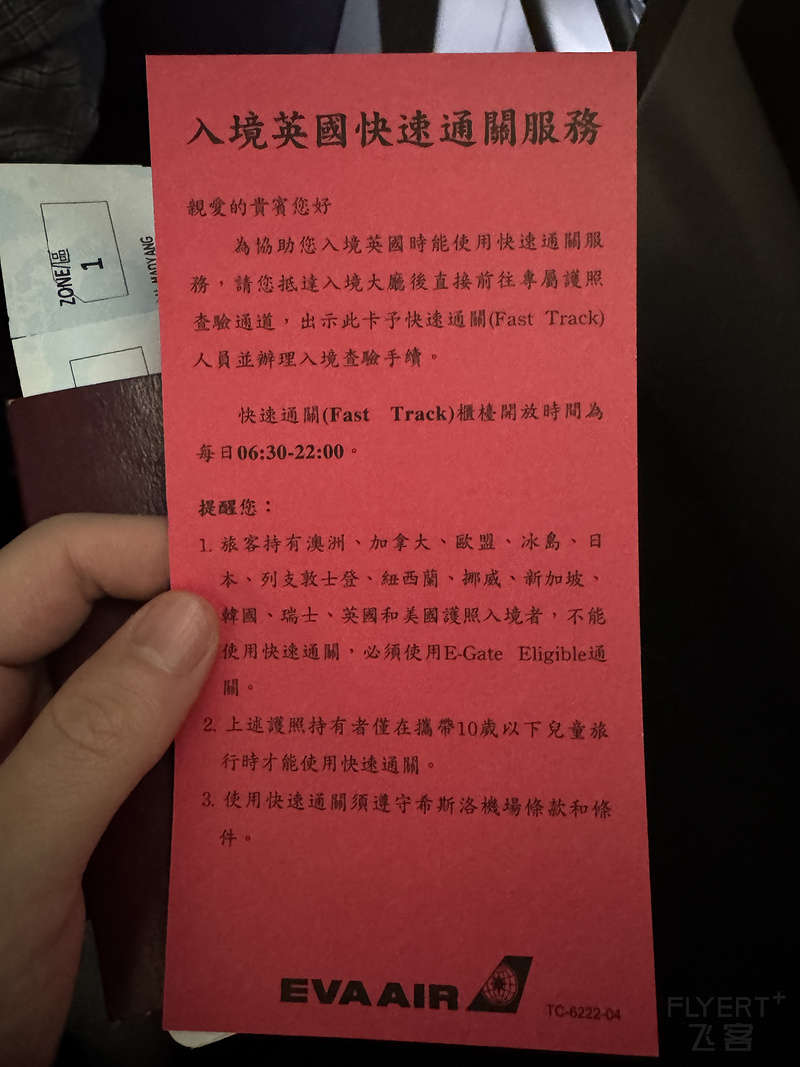 入境英國快速通關服務
親愛的貴賓您好
為協助您入境英國時能使用快速通關服
務，請您抵達入境大廳後直接前往專屬護照
查驗通道，出示此卡予快速通關(Fast Track)
人員並辦理入境查驗手續。
快速通關(Fast Track)櫃檯開放時間為
每日06:30-22:00。
提醒您：
1. 旅客持有澳洲、加拿大、歐盟、冰島、日
本、列支敦士登、紐西蘭、挪威、新加坡、
韓國、瑞士、英國和美國護照入境者，不能
使用快速通關，必須使用E-Gate Eligible通
關。
2. 上述護照持有者僅在攜帶10歲以下兒童旅
行時才能使用快速通關。
3. 使用快速通關須遵守希斯洛機場條款和條
件。
EVA AIR
TC-6222-04
ZONE/區
1
FLYERT+
飞客